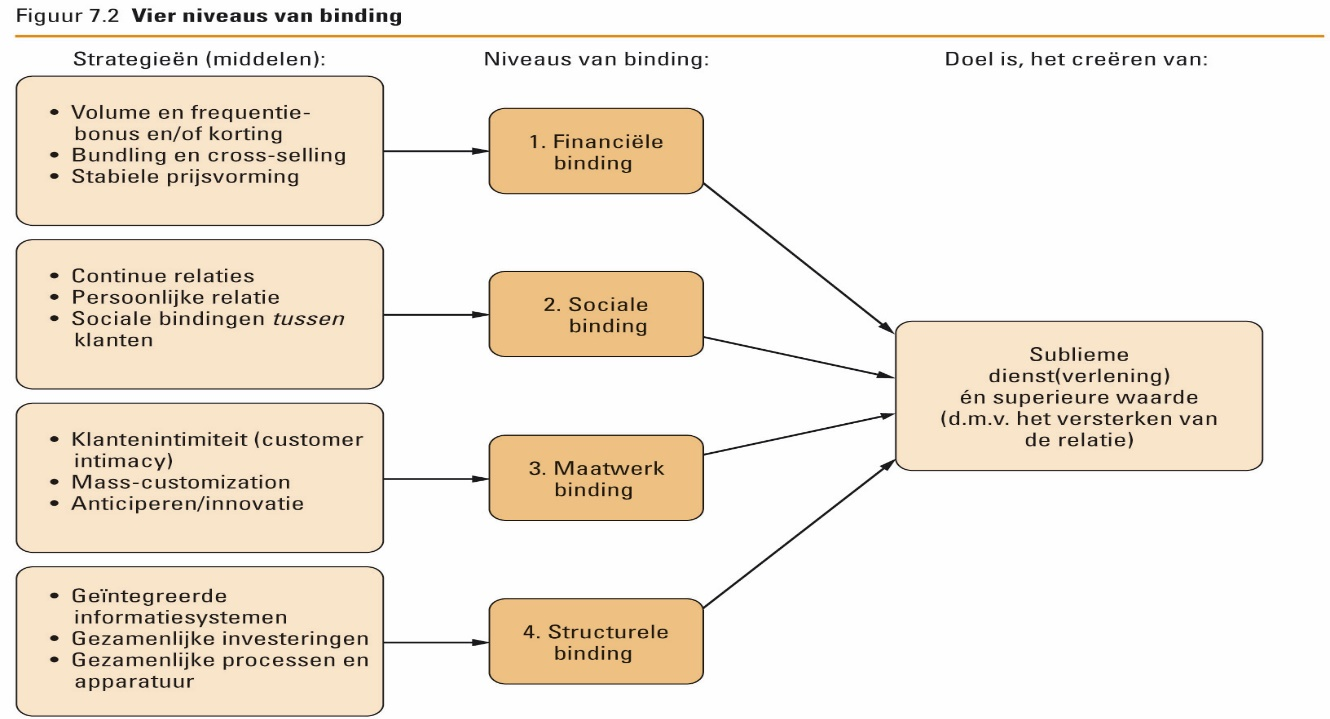 Figuur 7.2 Vier niveaus van binding
Strategieën (middelen):
Niveaus van binding:
Doel is, het creëren van:
• Volume en frequentie-
bonus en/of korting
• Bundling en cross-selling
• Stabiele prijsvorming
1. Financiële
binding
• Continue relaties
• Persoonlijke relatie
• Sociale bindingen tussen
klanten
2. Sociale
binding
• Klantenintimiteit (customer
intimacy)
• Mass-customization
• Anticiperen/innovatie
3. Maatwerk
binding
• Geïntegreerde
informatiesystemen
• Gezamenlijke investeringen
• Gezamenlijke processen en
apparatuur
4. Structurele
binding
Sublieme
dienst(verlening)
én superieure waarde
(d.m.v. het versterken van
de relatie)